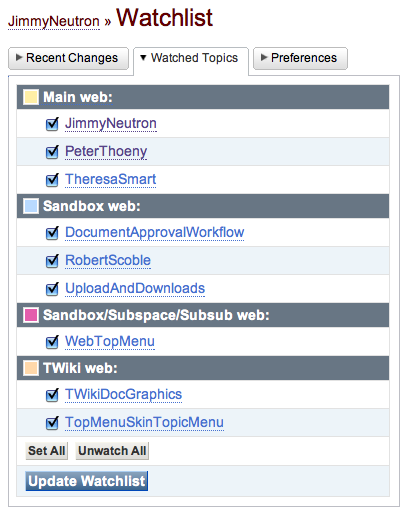 JimmyNeutron » Watchlist
Recent Changes Watched Topics Preferences
Main web:
JimmyNeutron
PeterThoeny
TheresaSmart
Sandbox web:
DocumentApprovalWorkflow
RobertScoble
UploadAndDownloads
Sandbox/Subspace/Subsub web:
WebTopMenu
TWiki web:
TWikiDocGraphics
TopMenuSkinTopicMenu
Set All Unwatch All
Update Watchlist